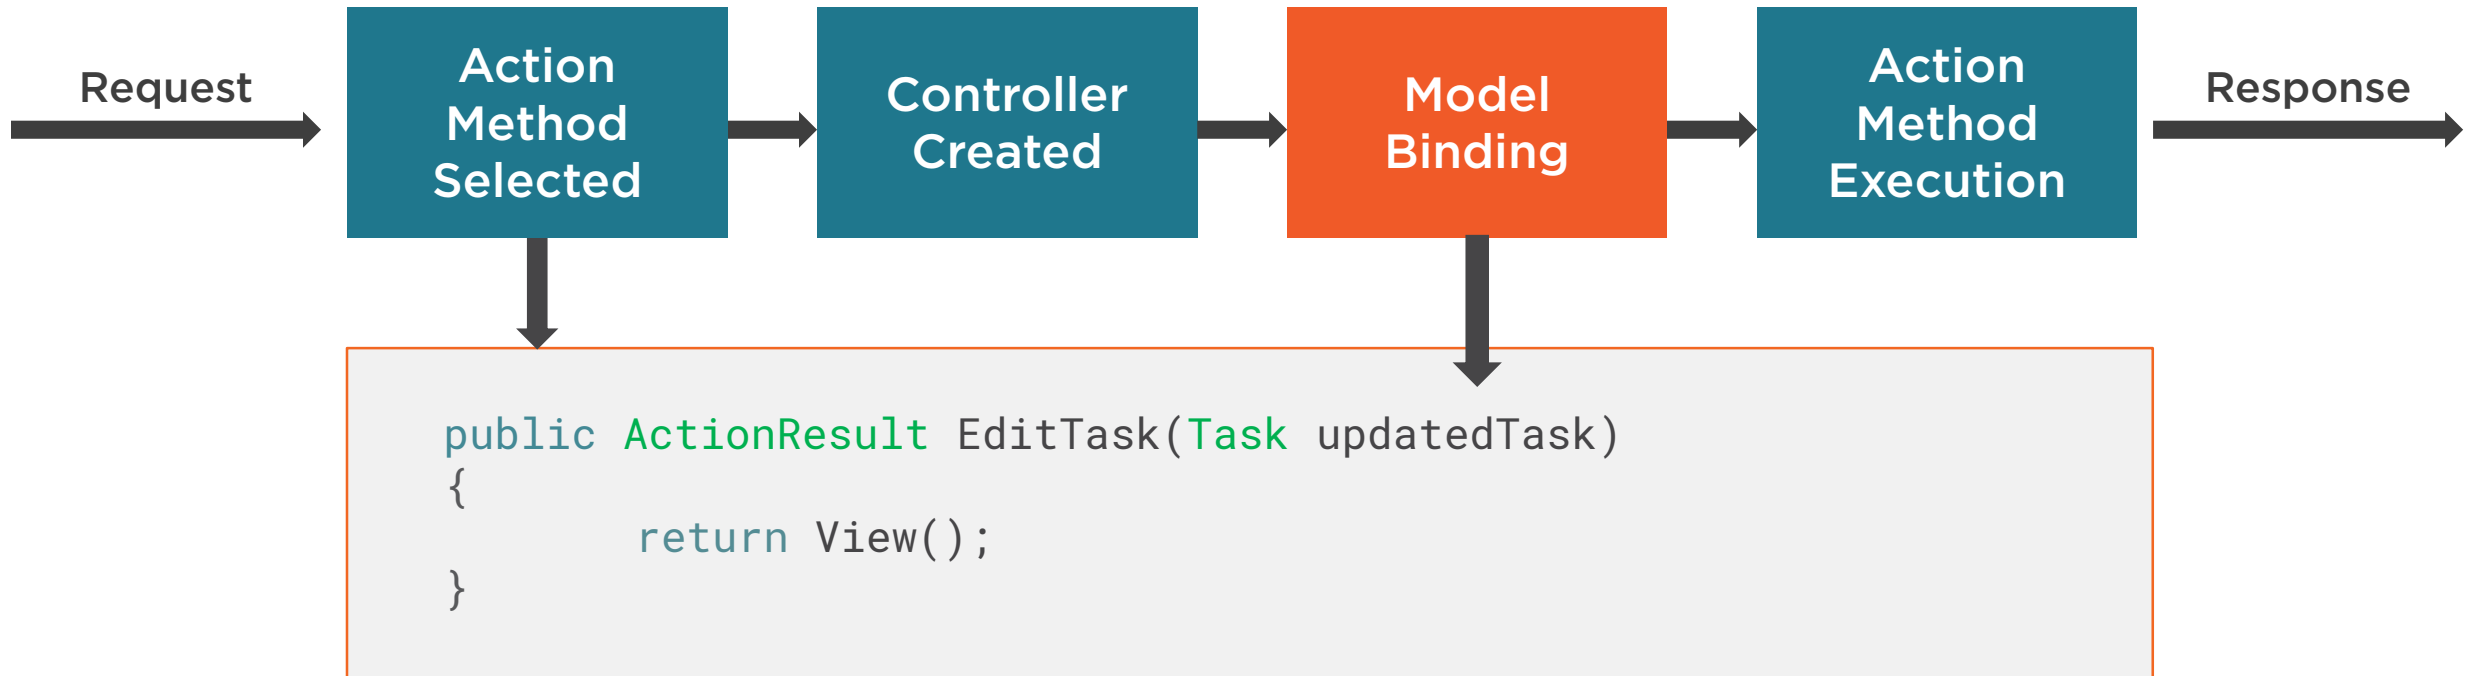 Request
Action
Method
Selected
Controller
Created
Model
Binding
Action
Method
Execution
Response
public ActionResult EditTask(Task updatedTask)
{
return View();
}